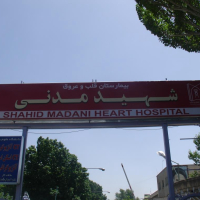 بیمارستان قلب و عروق
شهید مدنی
SHAHID MADANI HEART HOSPITAL